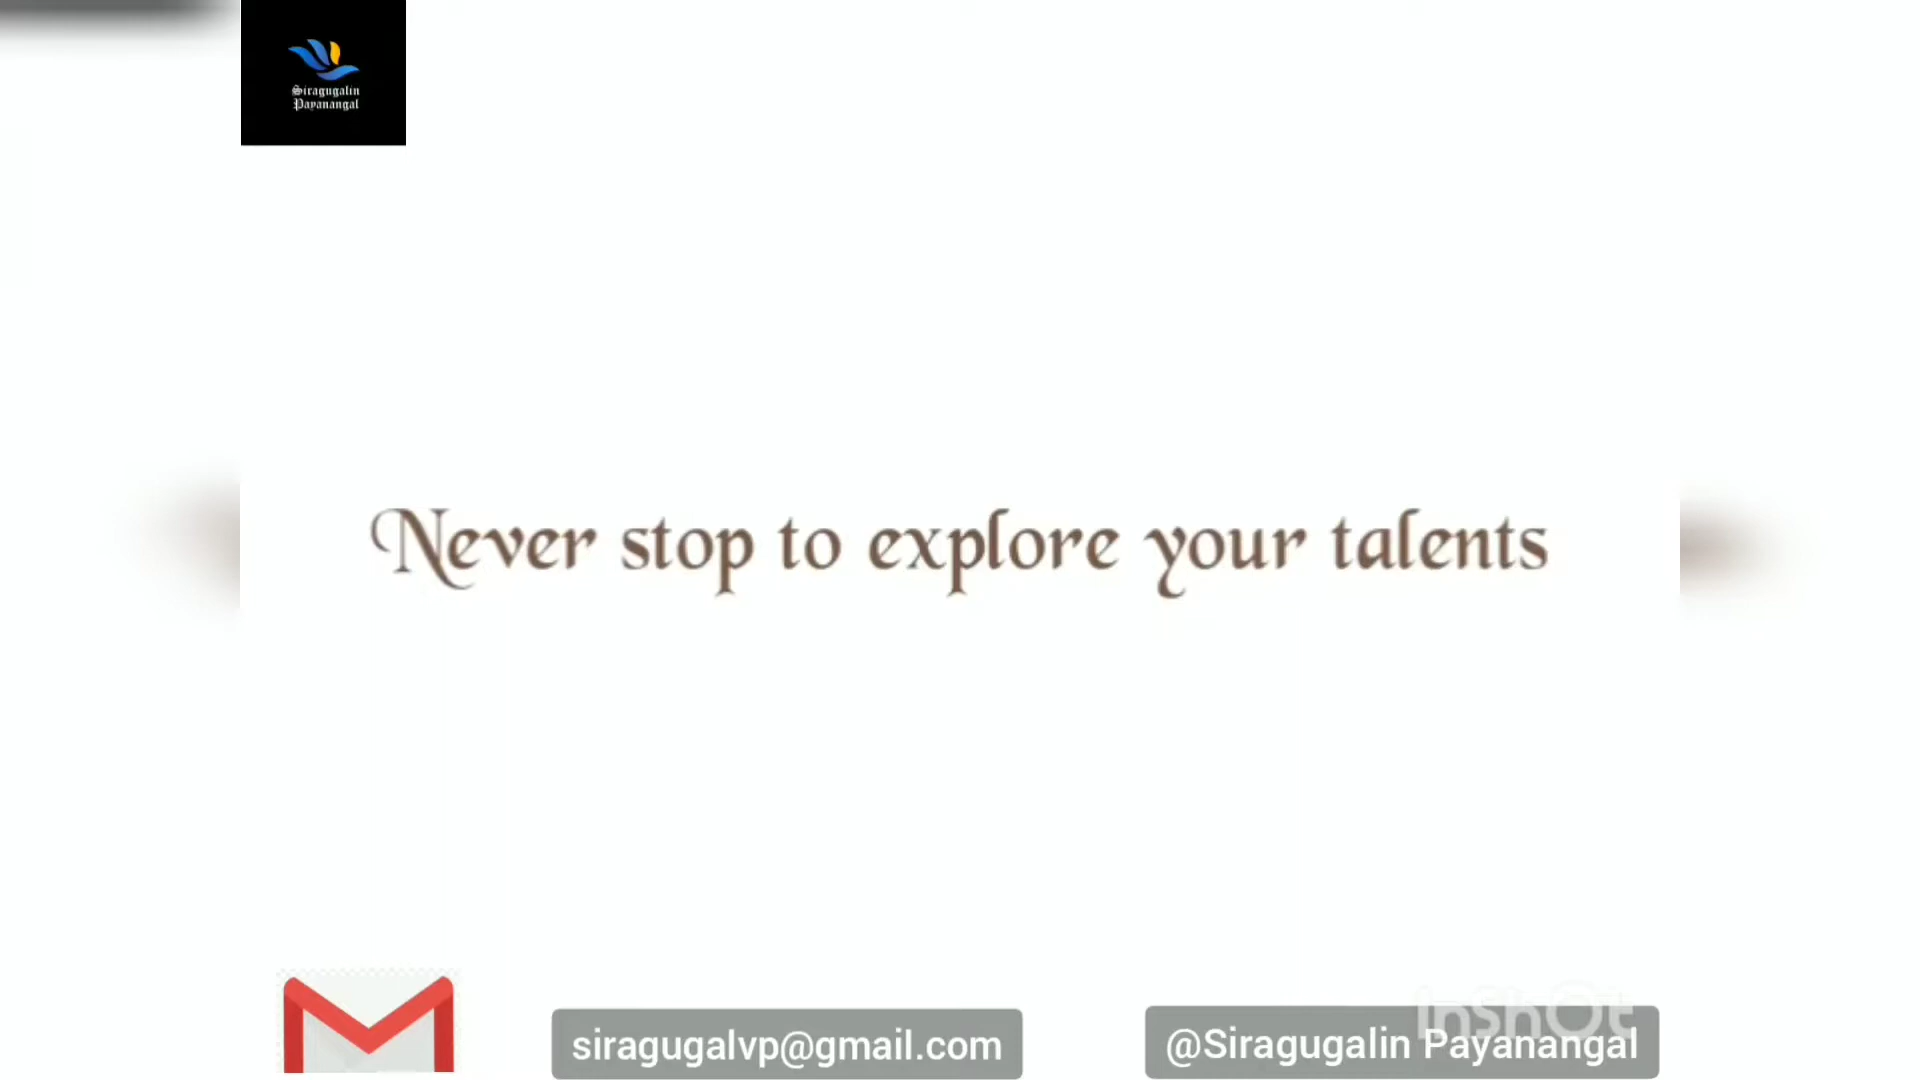 Siragugalin
Payanangal
Never stop to explore your talents
siragugalvp@gmail.com
InShOt
@Siragugalin Payanangal